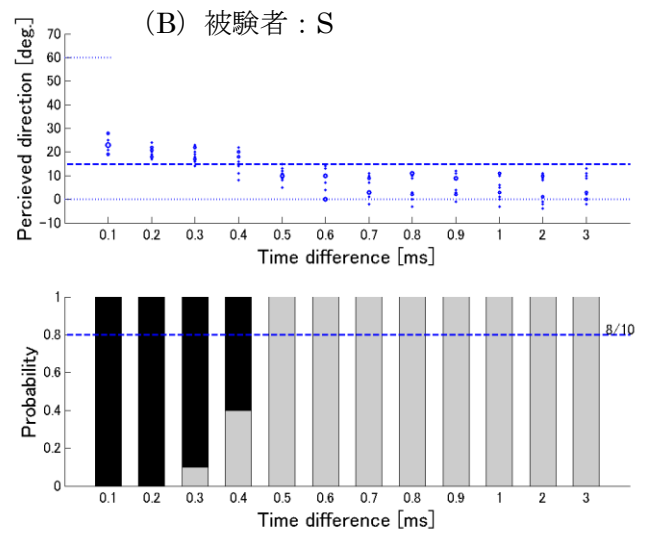 (B) 被験者：S
70
60
50
40
30
20
10
0
-10
Percieved direction [deg.]
0.1 0.2 0.3 0.4 0.5 0.6 0.7 0.8 0.9 1 2 3
Time difference [ms]
1
0.8
0.6
0.4
0.2
0
Probability
8/10
0.1 0.2 0.3 0.4 0.5 0.6 0.7 0.8 0.9 1 2 3
Time difference [ms]